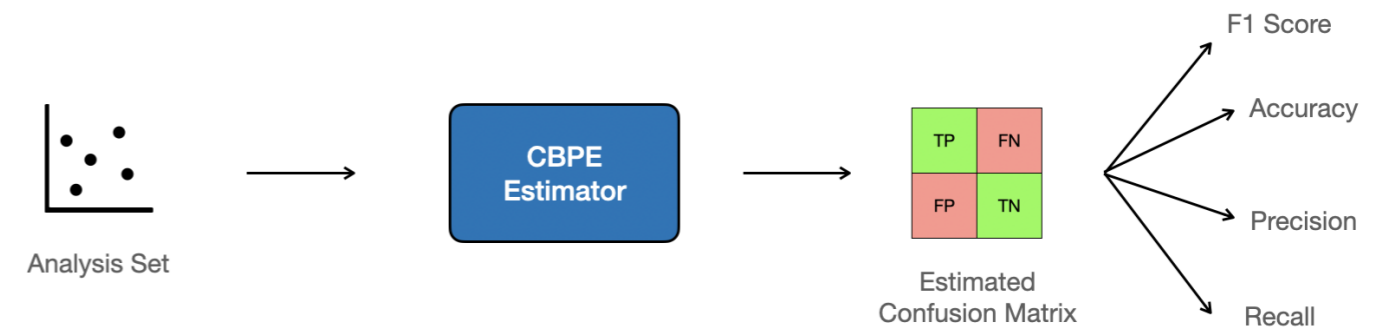 F1 Score
Accuracy
CBPE
Estimator
TP
FN
FP
TN
Precision
Analysis Set
Estimated
Confusion Matrix
Recall